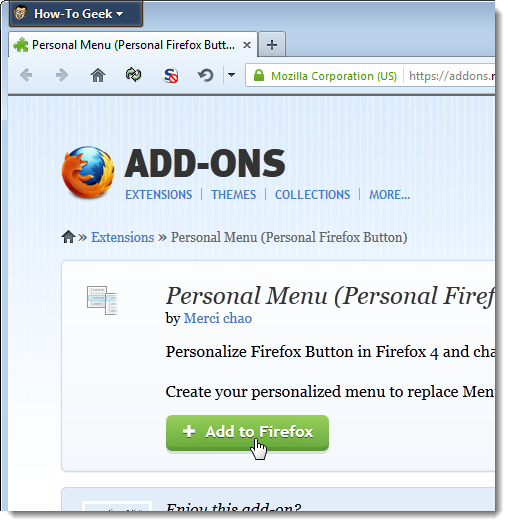 How-To Geek
Personal Menu (Personal Firefox Butt...
Mozilla Corporation (US) https://addons.
ADD-ONS
EXTENSIONS THEMES COLLECTIONS MORE...
» Extensions » Personal Menu (Personal Firefox Button)
Personal Menu (Personal Firef
by Merci chao
Personalize Firefox Button in Firefox 4 and cha
Create your personalized menu to replace Men
+ Add to Firefox
Enjoy this add-on?